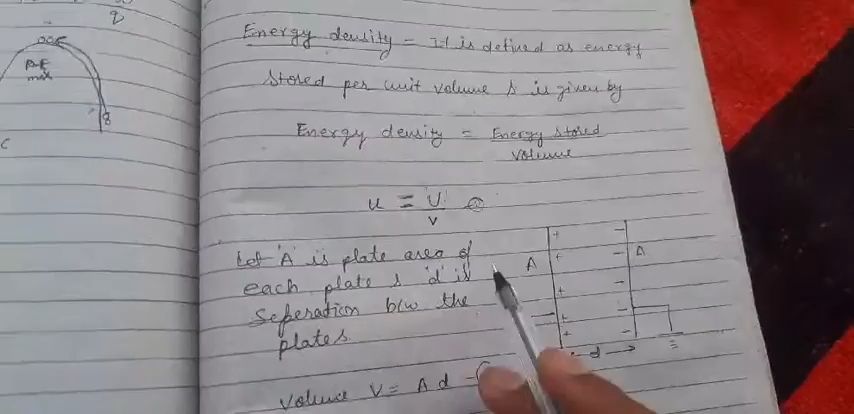 q
P.E
max
q
c
Energy density = It is defined as energy
stored per unit volume & is given by
Energy density = Energy stored
volume
u = U
v
Let 'A' is plate area of
each plate & 'd' is
Seperation b/w the
plates
A
A
+
+
+
+
+
−
−
−
−
−
d →
Volume V = A d –